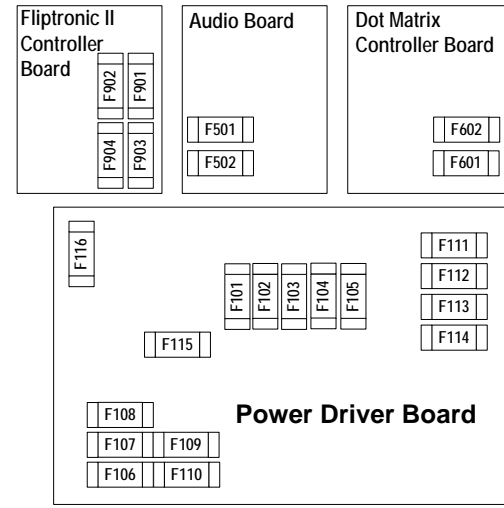 Fliptronic II
Controller
Board
F902
F901
F904
F903
Audio Board
F501
F502
Dot Matrix
Controller Board
F602
F601
F116
F101
F102
F103
F104
F105
F111
F112
F113
F114
F115
F108
F107
F109
F106
F110
Power Driver Board